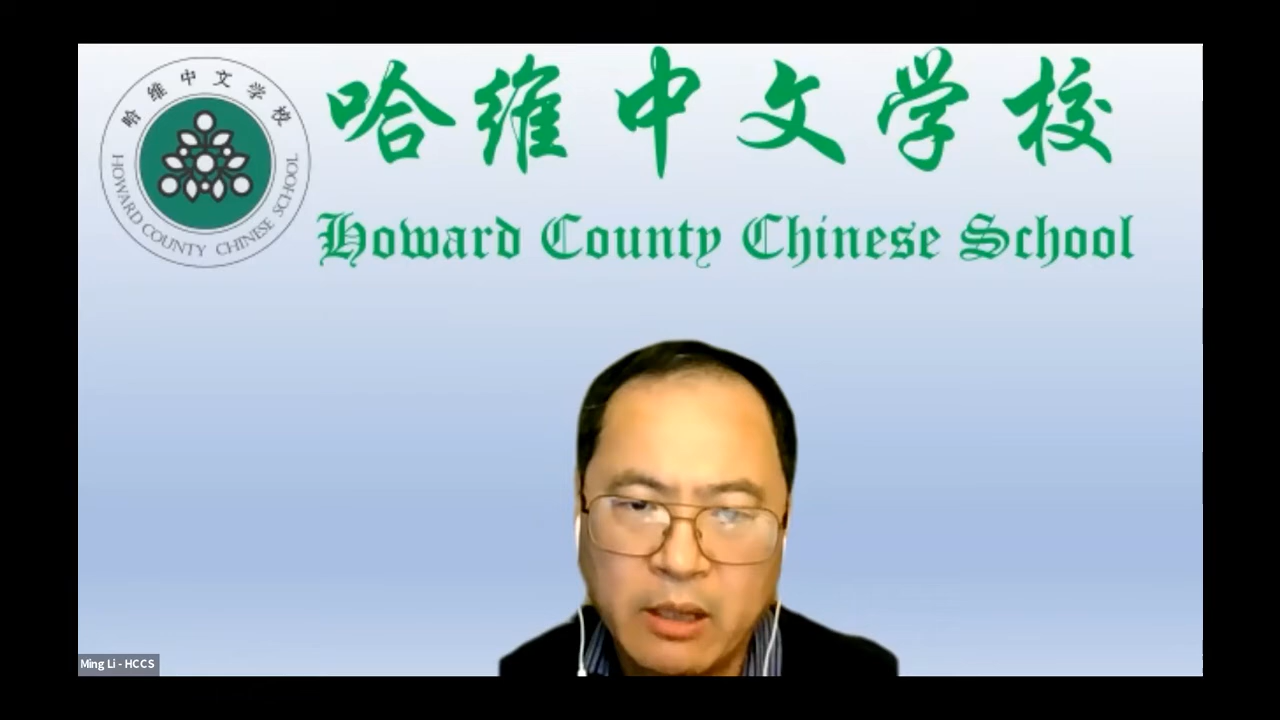 哈维中文学校
HOWARD COUNTY CHINESE SCHOOL
哈维中文学校
Howard County Chinese School
Ming Li - HCCS